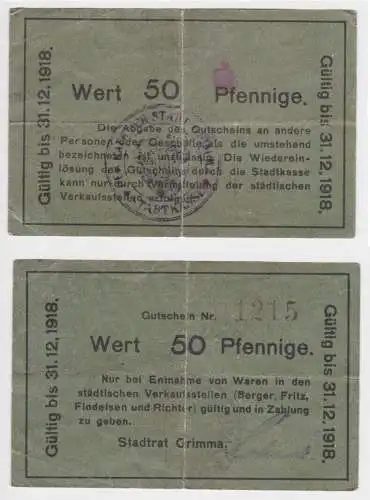 Gültig bis 31.12.1918.
Wert 50 Pfennige.
Die Abgabe des Gutscheins an andere
Personen oder Geschäfte als die umstehend
bezeichneten ist unzulässig. Die Wiederein-
lösung des Gutscheins durch die Stadtkasse
kann nur durch Vermittelung der städtischen
Verkaufsstellen erfolgen.
Gültig bis 31.12.1918.
Gültig bis 31.12.1918.
Gutschein Nr. 1215
Wert 50 Pfennige.
Nur bei Entnahme von Waren in den
städtischen Verkaufsstellen (Berger, Fritz,
Findeisen und Richter) gültig und in Zahlung
zu geben.
Stadtrat Grimma.
Gültig bis 31.12.1918.